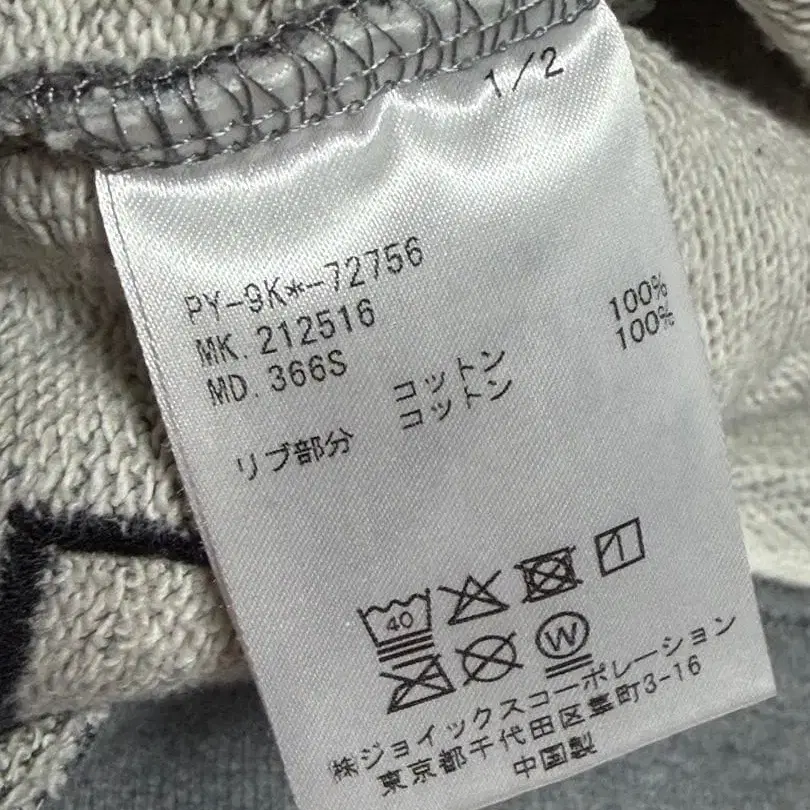 1/2
PY-9K*-72756
MK. 212516
MD. 366S
コットン 100%
リブ部分 コットン 100%
40
W
㈱ジョイックスコーポレーション
東京都千代田区麹町3-16
中国製